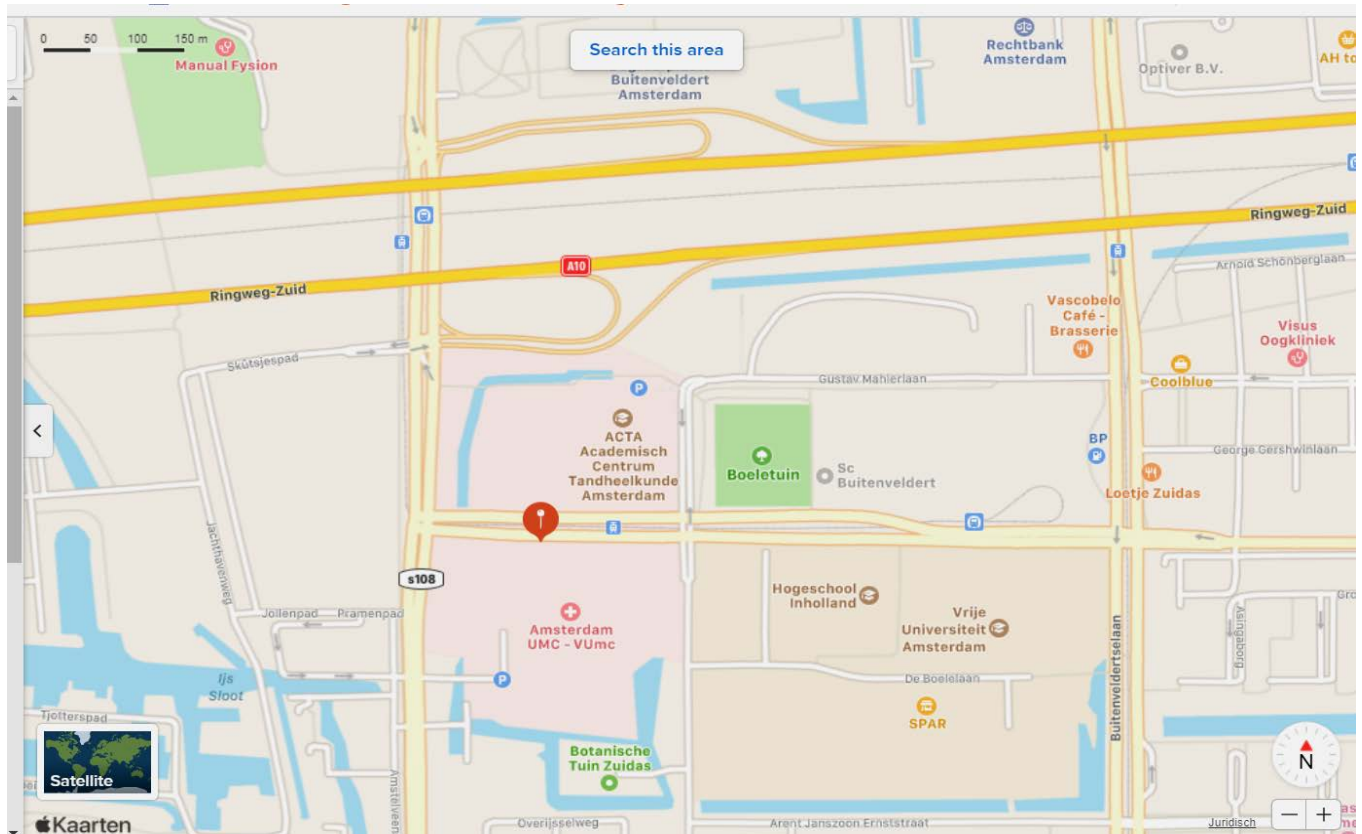 0 50 100 150 m
Manual Fysion
Search this area
Buitenveldert
Amsterdam
Rechtbank
Amsterdam
Optiver B.V.
Ringweg-Zuid
A10
Ringweg-Zuid
Arnold Schönberglaan
Vascobelo
Café -
Brasserie
Visus
Oogkliniek
Skûtsjespad
Gustav Mahlerlaan
Coolblue
P
ACTA
Academisch
Centrum
Tandheelkunde
Amsterdam
Boeletuin
Sc
Buitenveldert
BP
George Gershwinlaan
Loetje Zuidas
Jachthavenweg
s108
Hogeschool
Inholland
Vrije
Universiteit
Amsterdam
Jollenpad
Pramenpad
Amsterdam
UMC - VUmc
Asingaborg
Buitenveldertselaan
P
De Boelelaan
Ijs
Sloot
SPAR
Tjotterspad
Botanische
Tuin Zuidas
Satellite
N
Amstelveen
Kaarten
Overijsselweg
Arent Janszoon Ernststraat
Juridisch